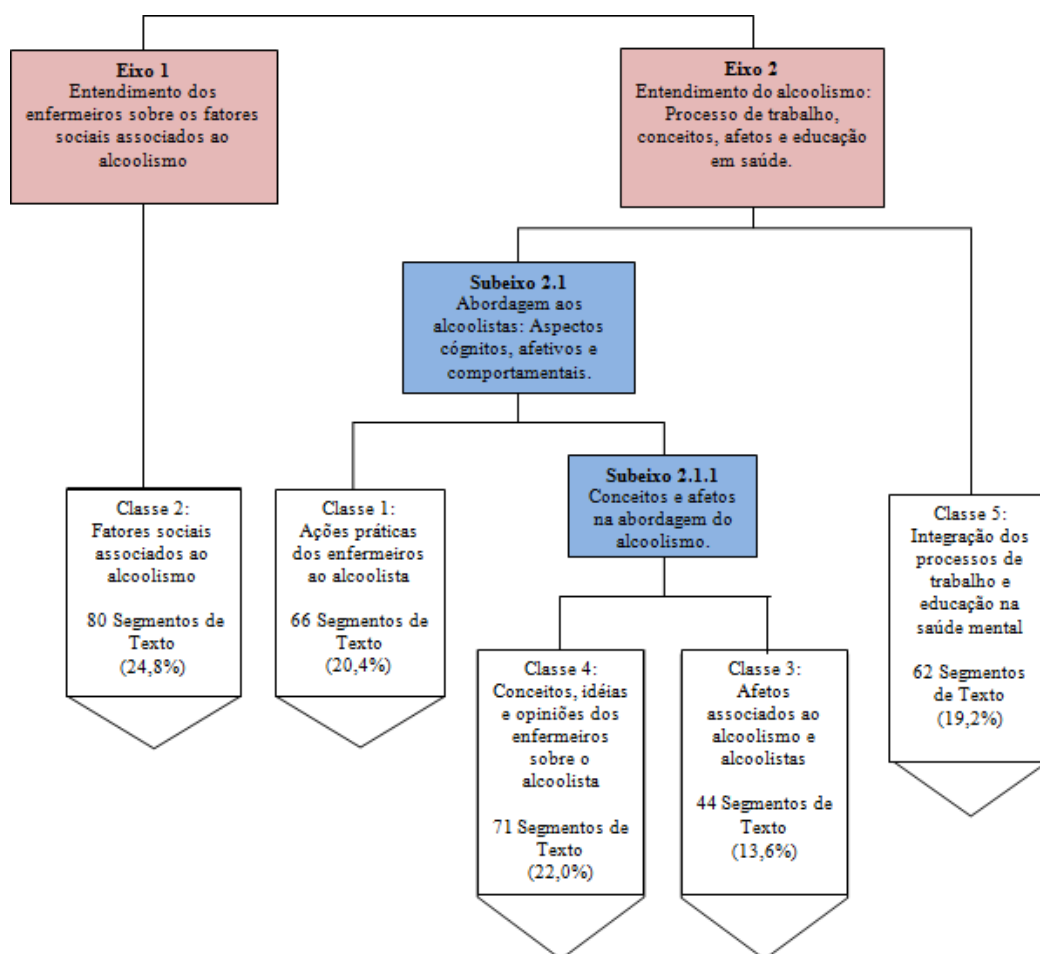 Eixo 1
Entendimento dos
enfermeiros sobre os fatores
sociais associados ao
alcoolismo
Eixo 2
Entendimento do alcoolismo:
Processo de trabalho,
conceitos, afetos e educação
em saúde.
Subeixo 2.1
Abordagem aos
alcoolistas: Aspectos
cógnitos, afetivos e
comportamentais.
Subeixo 2.1.1
Conceitos e afetos
na abordagem do
alcoolismo.
Classe 2:
Fatores sociais
associados ao
alcoolismo
80 Segmentos de
Texto
(24,8%)
Classe 1:
Ações práticas
dos enfermeiros
ao alcoolista
66 Segmentos de
Texto
(20,4%)
Classe 4:
Conceitos, idéias
e opiniões dos
enfermeiros
sobre o
alcoolista
71 Segmentos de
Texto
(22,0%)
Classe 3:
Afetos
associados ao
alcoolismo e
alcoolistas
44 Segmentos de
Texto
(13,6%)
Classe 5:
Integração dos
processos de
trabalho e
educação na
saúde mental
62 Segmentos
de Texto
(19,2%)